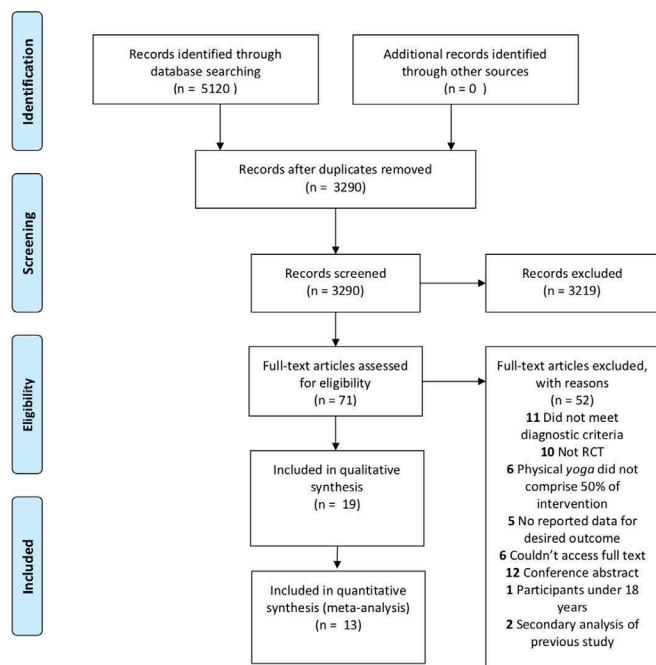 Identification
Records identified through
database searching
(n = 5120 )
Additional records identified
through other sources
(n = 0 )
Records after duplicates removed
(n = 3290)
Screening
Records screened
(n = 3290)
Records excluded
(n = 3219)
Eligibility
Full-text articles assessed
for eligibility
(n = 71)
Full-text articles excluded,
with reasons
(n = 52)
11 Did not meet
diagnostic criteria
10 Not RCT
6 Physical yoga did not
comprise 50% of
intervention
5 No reported data for
desired outcome
6 Couldn’t access full text
12 Conference abstract
1 Participants under 18
years
2 Secondary analysis of
previous study
Included in qualitative
synthesis
(n = 19)
Included
Included in quantitative
synthesis (meta-analysis)
(n = 13)